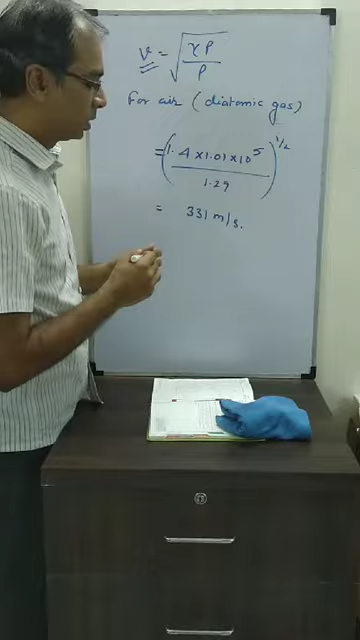 v = √(γP / ρ)
For air (diatomic gas)
= (1.4 × 1.01 × 10⁵ / 1.29)^1/2
= 331 m/s.